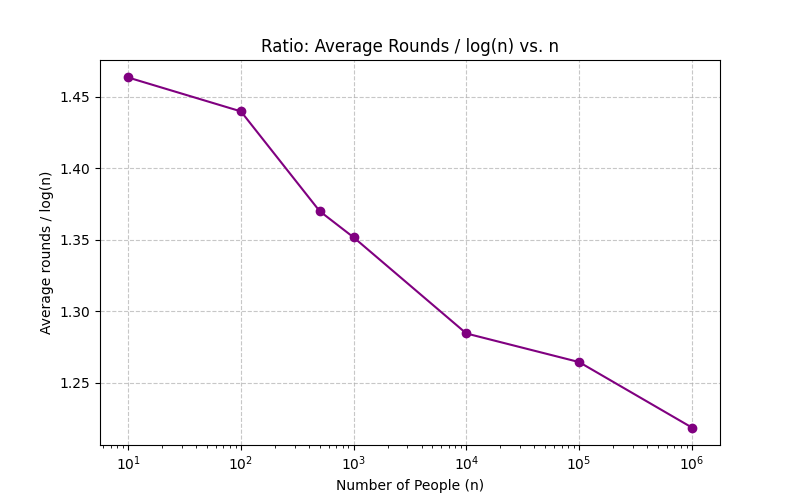 Ratio: Average Rounds / log(n) vs. n
Average rounds / log(n)
1.45
1.40
1.35
1.30
1.25
10¹ 10² 10³ 10⁴ 10⁵ 10⁶
Number of People (n)